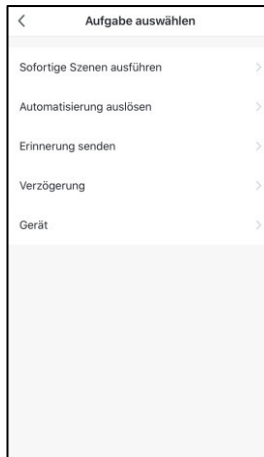 Aufgabe auswählen
Sofortige Szenen ausführen
Automatisierung auslösen
Erinnerung senden
Verzögerung
Gerät